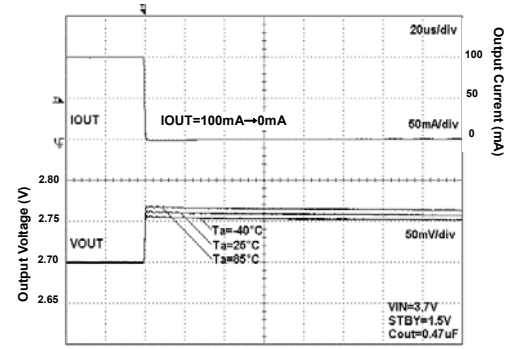 20us/div
100
50
0
Output Current (mA)
IOUT
IOUT=100mA→0mA
50mA/div
2.80
2.75
2.70
2.65
Output Voltage (V)
VOUT
Ta=-40°C
Ta=25°C
Ta=85°C
50mV/div
VIN=3.7V
STBY=1.5V
Cout=0.47uF